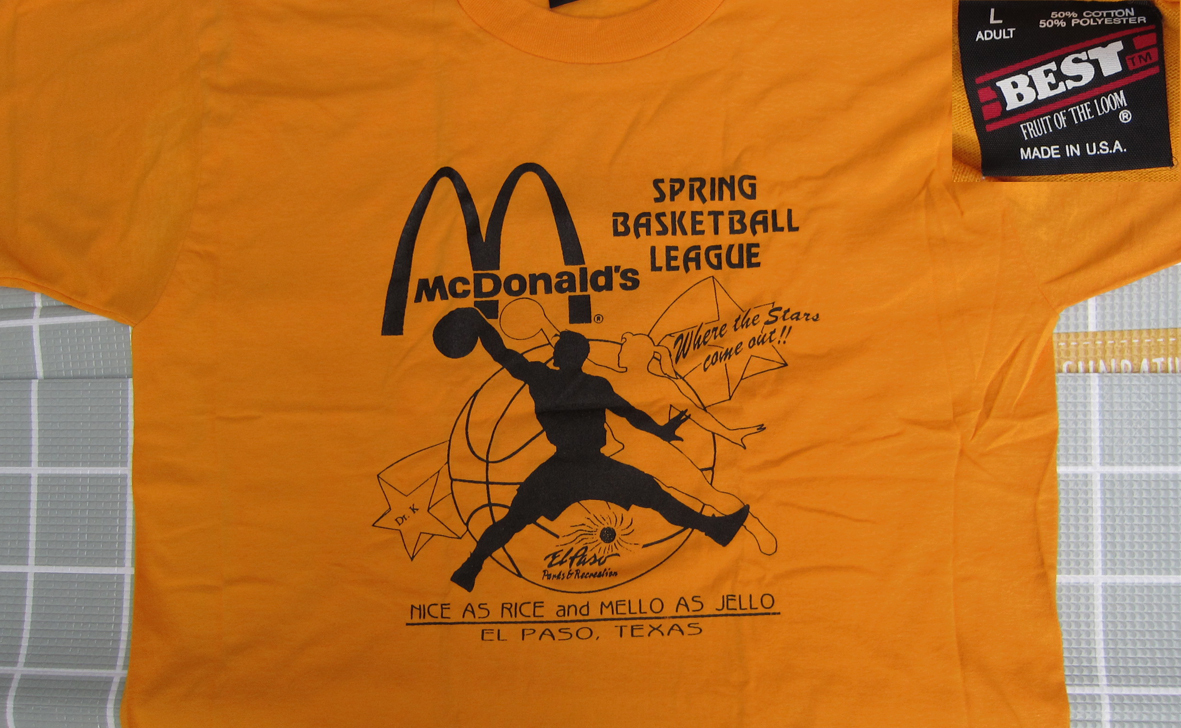 SPRING
BASKETBALL
LEAGUE
McDonald's
®
Where the Stars
come out!!
Dr. K
El Paso
Parks & Recreation
NICE AS RICE and MELLO AS JELLO
EL PASO, TEXAS
L
ADULT
50% COTTON
50% POLYESTER
BEST TM
FRUIT OF THE LOOM
®
MADE IN U.S.A.